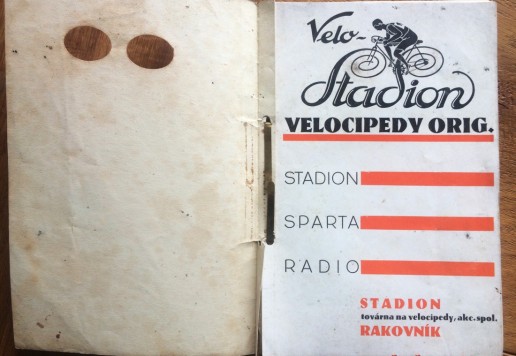 Velo-
Stadion
VELOCIPEDY ORIG.
STADION
SPARTA
RADIO
STADION
továrna na velocipedy, akc. spol.
RAKOVNÍK